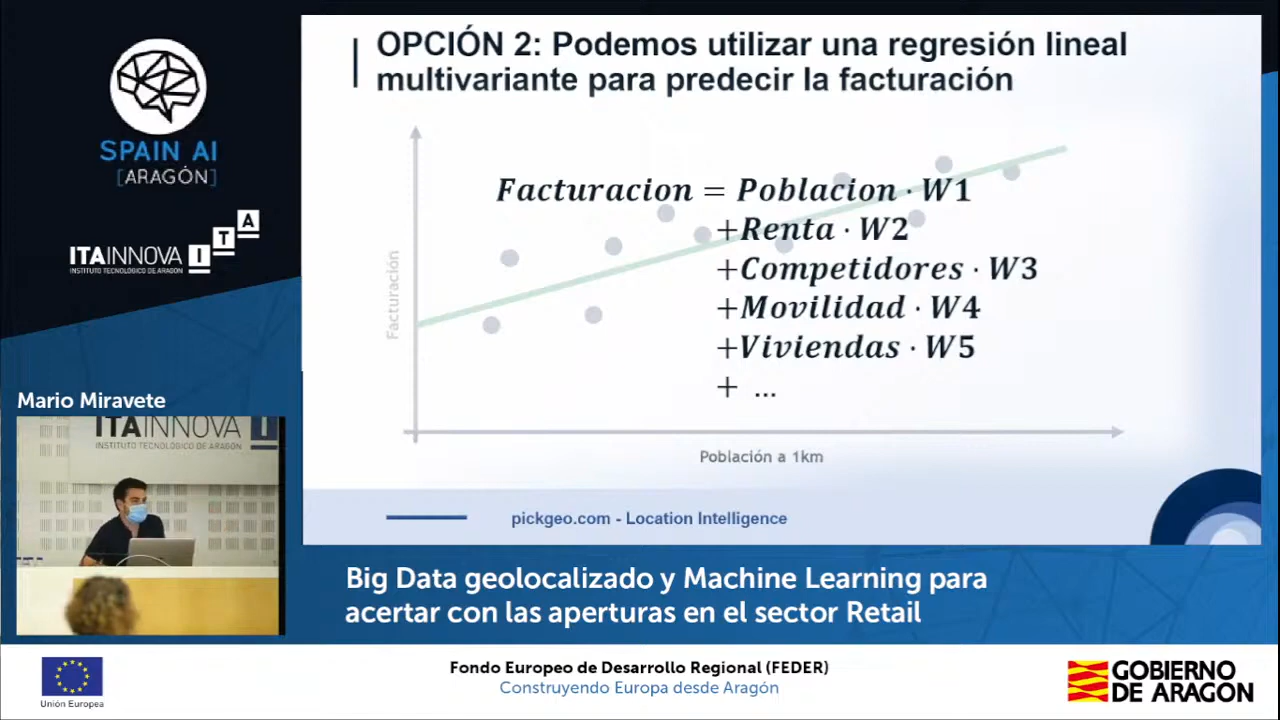 SPAIN AI
[ARAGÓN]
ITAINNOVA
INSTITUTO TECNOLÓGICO DE ARAGÓN
I T A
Mario Miravete
ITAINNOVA
INSTITUTO TECNOLÓGICO DE ARAGÓN
OPCIÓN 2: Podemos utilizar una regresión lineal
multivariante para predecir la facturación
Facturación
Facturacion = Poblacion · W1
+Renta · W2
+Competidores · W3
+Movilidad · W4
+Viviendas · W5
+ ...
Población a 1km
pickgeo.com - Location Intelligence
Big Data geolocalizado y Machine Learning para
acertar con las aperturas en el sector Retail
Unión Europea
Fondo Europeo de Desarrollo Regional (FEDER)
Construyendo Europa desde Aragón
GOBIERNO
DE ARAGON